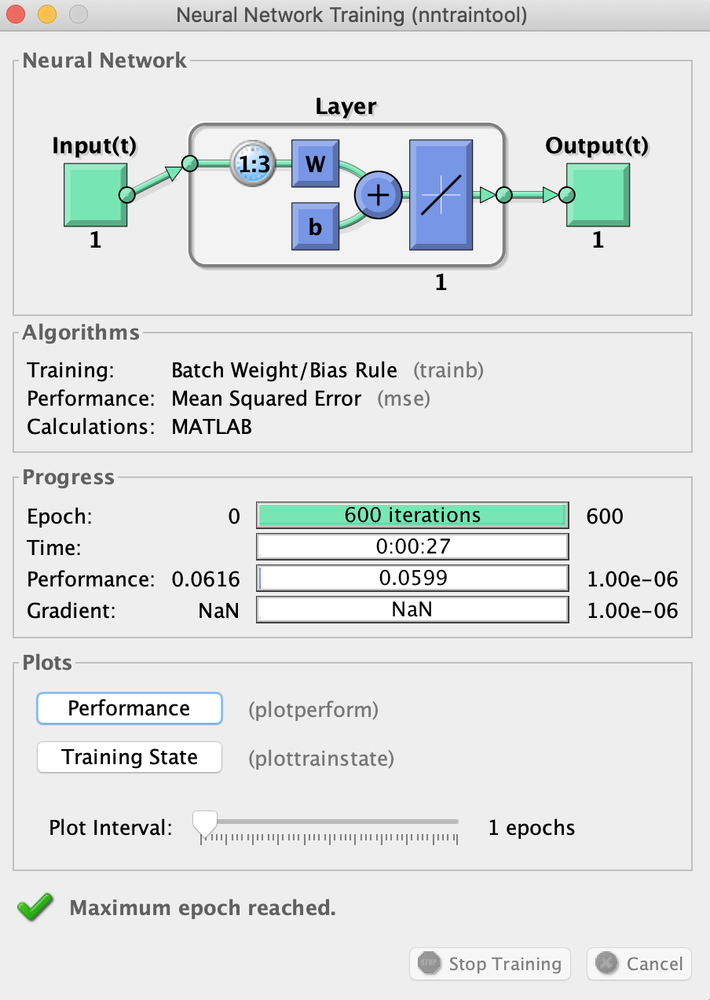 Neural Network Training (nntraintool)
Neural Network
Layer
Input(t)
Output(t)
1:3
W
b
1
1
1
Algorithms
Training: Batch Weight/Bias Rule (trainb)
Performance: Mean Squared Error (mse)
Calculations: MATLAB
Progress
Epoch: 0 600 iterations 600
Time: 0:00:27
Performance: 0.0616 0.0599 1.00e-06
Gradient: NaN NaN 1.00e-06
Plots
Performance (plotperform)
Training State (plottrainstate)
Plot Interval: 1 epochs
Maximum epoch reached.
STOP Stop Training Cancel